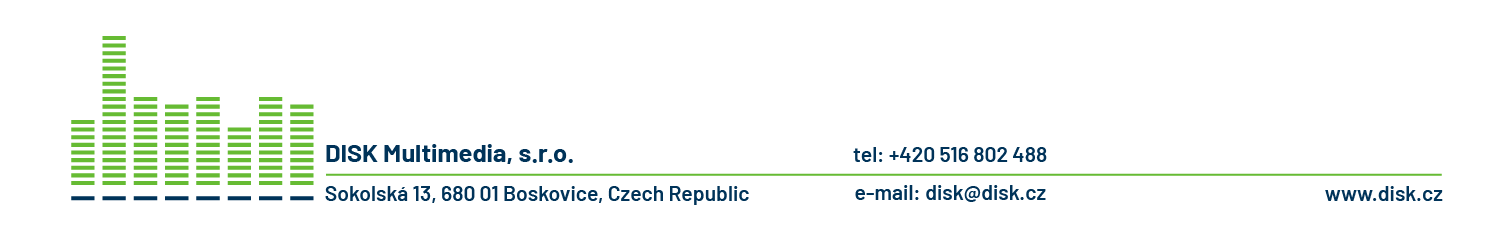 DISK Multimedia, s.r.o.
tel: +420 516 802 488
Sokolská 13, 680 01 Boskovice, Czech Republic
e-mail: disk@disk.cz
www.disk.cz